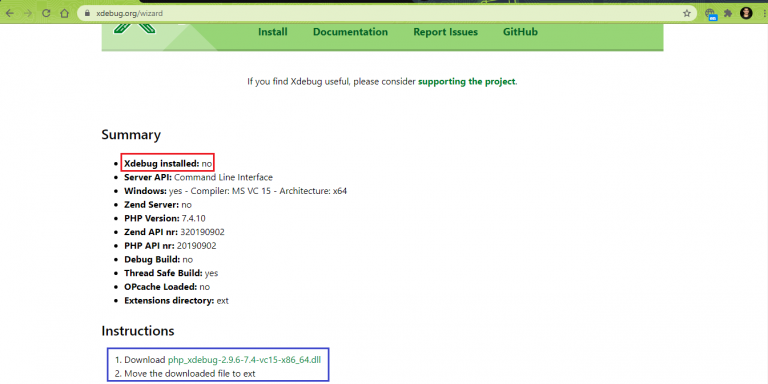 xdebug.org/wizard
Install Documentation Report Issues GitHub
If you find Xdebug useful, please consider supporting the project.
Summary
Xdebug installed: no
Server API: Command Line Interface
Windows: yes - Compiler: MS VC 15 - Architecture: x64
Zend Server: no
PHP Version: 7.4.10
Zend API nr: 320190902
PHP API nr: 20190902
Debug Build: no
Thread Safe Build: yes
OPcache Loaded: no
Extensions directory: ext
Instructions
1. Download php_xdebug-2.9.6-7.4-vc15-x86_64.dll
2. Move the downloaded file to ext